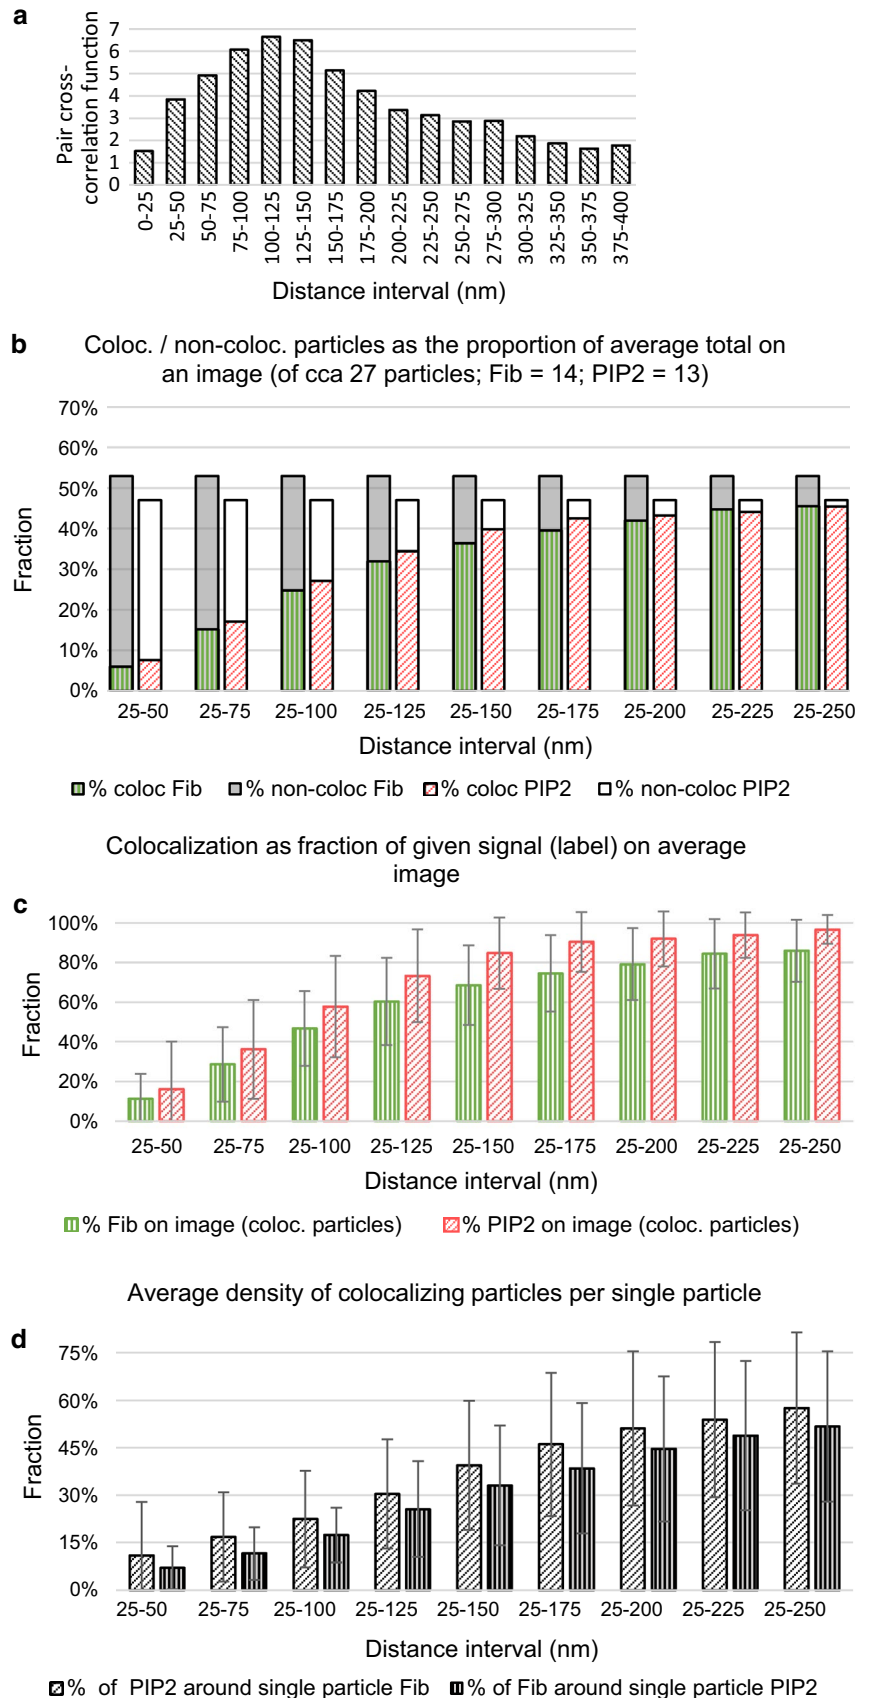 a
Pair cross-
correlation function
7
6
5
4
3
2
1
0
0-25
25-50
50-75
75-100
100-125
125-150
150-175
175-200
200-225
225-250
250-275
275-300
300-325
325-350
350-375
375-400
Distance interval (nm)
b
Coloc. / non-coloc. particles as the proportion of average total on
an image (of cca 27 particles; Fib = 14; PIP2 = 13)
Fraction
70%
60%
50%
40%
30%
20%
10%
0%
25-50 25-75 25-100 25-125 25-150 25-175 25-200 25-225 25-250
Distance interval (nm)
% coloc Fib % non-coloc Fib % coloc PIP2 % non-coloc PIP2
Colocalization as fraction of given signal (label) on average
image
c
Fraction
100%
80%
60%
40%
20%
0%
25-50 25-75 25-100 25-125 25-150 25-175 25-200 25-225 25-250
Distance interval (nm)
% Fib on image (coloc. particles) % PIP2 on image (coloc. particles)
Average density of colocalizing particles per single particle
d
Fraction
75%
60%
45%
30%
15%
0%
25-50 25-75 25-100 25-125 25-150 25-175 25-200 25-225 25-250
Distance interval (nm)
% of PIP2 around single particle Fib % of Fib around single particle PIP2